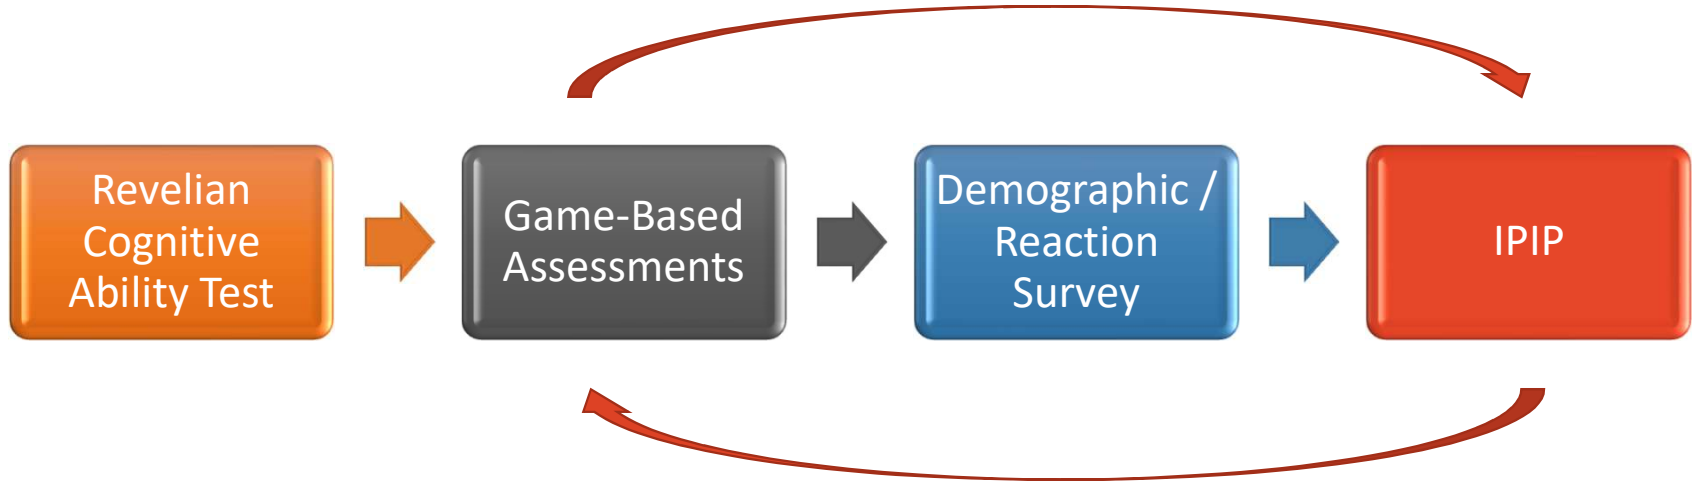 Revelian
Cognitive
Ability Test
Game-Based
Assessments
Demographic /
Reaction
Survey
IPIP